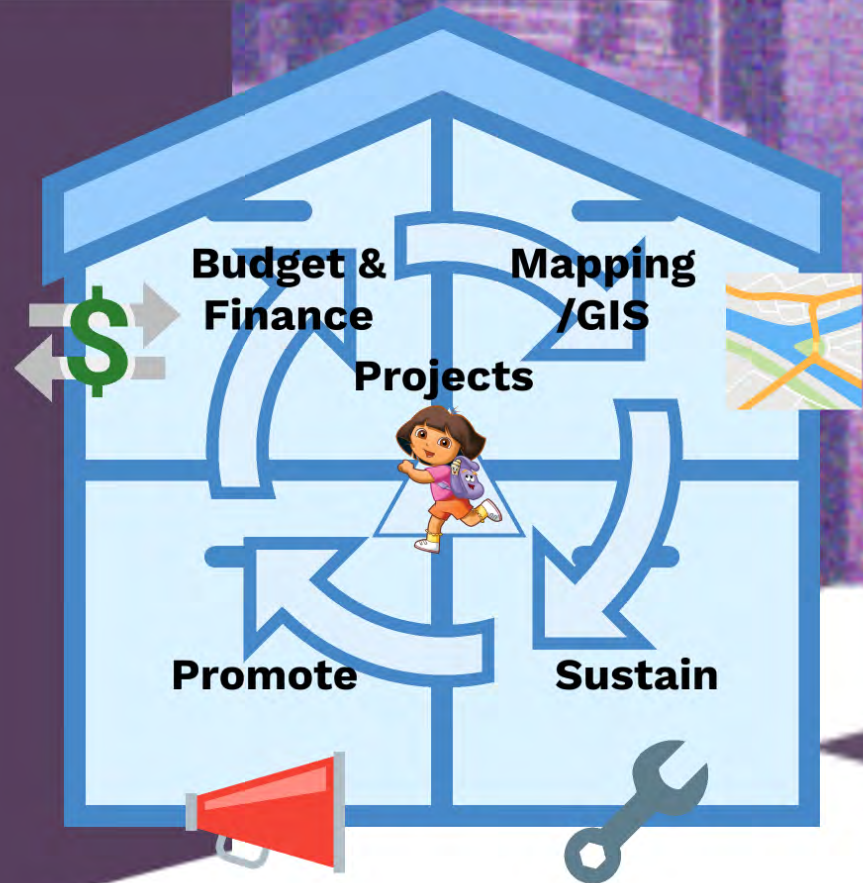 Budget &
Finance
Mapping
/GIS
Projects
Promote
Sustain
$